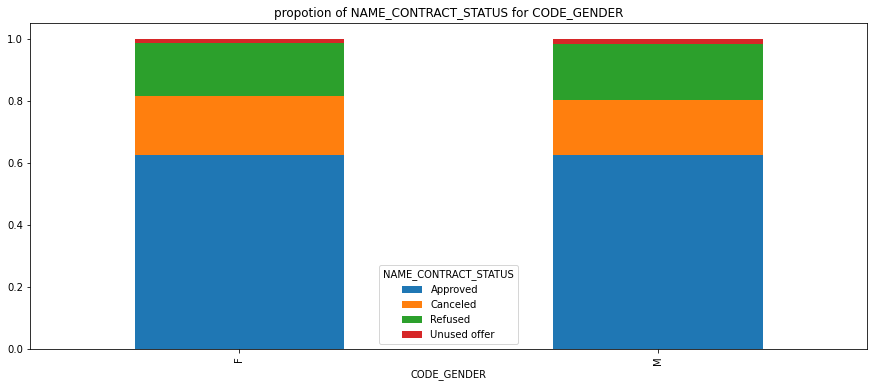 propotion of NAME_CONTRACT_STATUS for CODE_GENDER
1.0
0.8
0.6
0.4
0.2
0.0
NAME_CONTRACT_STATUS
Approved
Canceled
Refused
Unused offer
F
M
CODE_GENDER